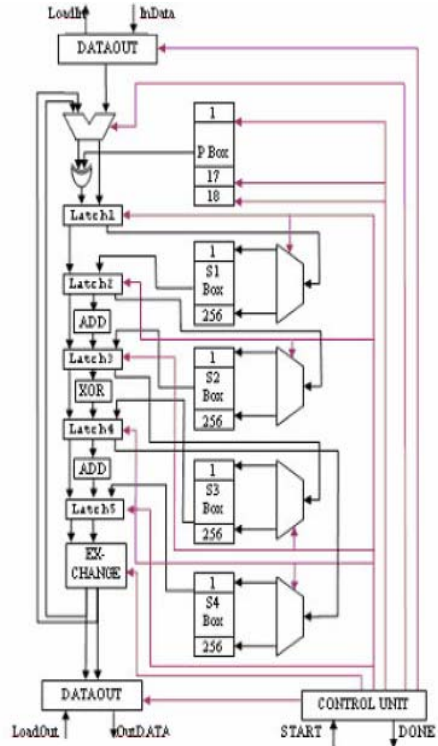 LoadIn InData
DATAOUT
1
P Box
17
18
Latch1
1
S1
Box
256
Latch2
ADD
1
S2
Box
256
Latch3
XOR
Latch4
1
S3
Box
256
ADD
Latch5
EX-
CHANGE
1
S4
Box
256
DATAOUT
CONTROL UNIT
LoadOut OutDATA
START DONE